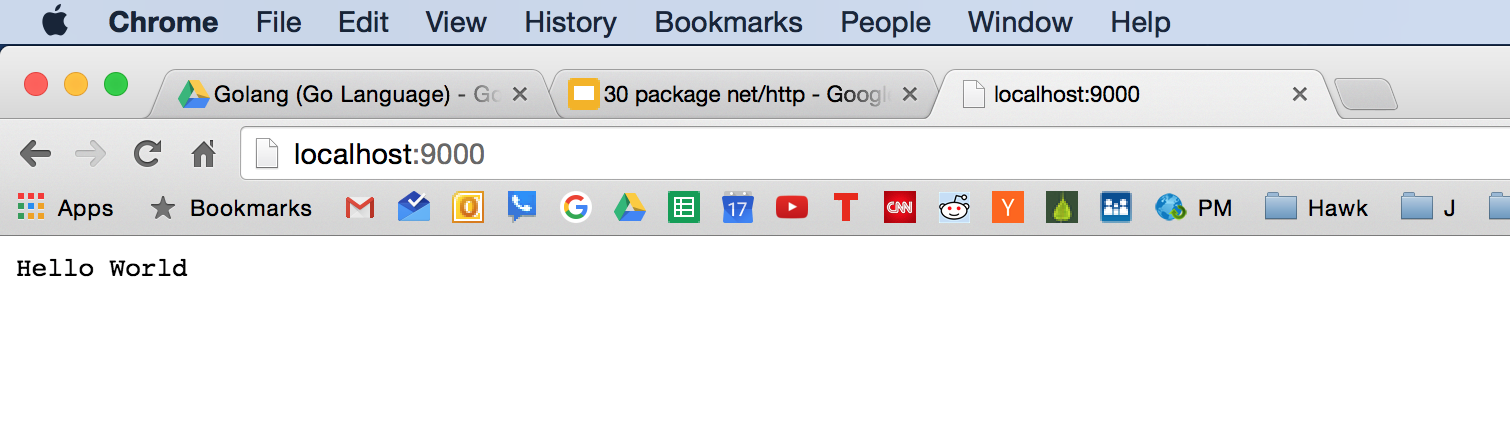 Chrome File Edit View History Bookmarks People Window Help
Golang (Go Language) - Go 30 package net/http - Googl localhost:9000
localhost:9000
Apps Bookmarks 17 T CNN Y PM Hawk J
Hello World